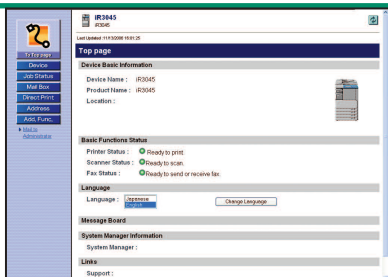 iR3045
iR3045
Last Updated :11/13/2008 16:01:25
To Top page
Top page
Device
Job Status
Mail Box
Direct Print
Address
Add. Func.
Mail to
Administrator
Device Basic Information
Device Name : iR3045
Product Name : iR3045
Location :
Basic Functions Status
Printer Status : Ready to print.
Scanner Status : Ready to scan.
Fax Status : Ready to send or receive fax.
Language
Language : Japanese
English
Change Language
Message Board
System Manager Information
System Manager :
Links
Support :